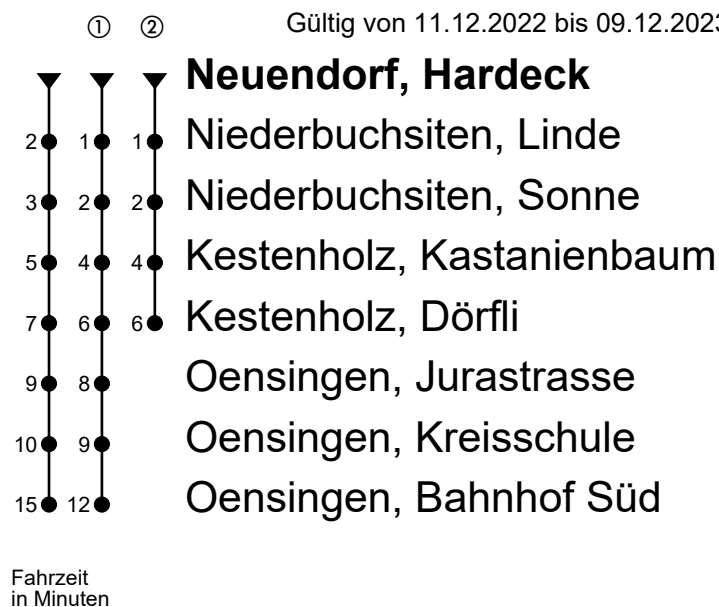 ① ② Gültig von 11.12.2022 bis 09.12.2023
Neuendorf, Hardeck
2 1 1 Niederbuchsiten, Linde
3 2 2 Niederbuchsiten, Sonne
5 4 4 Kestenholz, Kastanienbaum
7 6 6 Kestenholz, Dörfli
9 8 Oensingen, Jurastrasse
10 9 Oensingen, Kreisschule
15 12 Oensingen, Bahnhof Süd
Fahrzeit
in Minuten